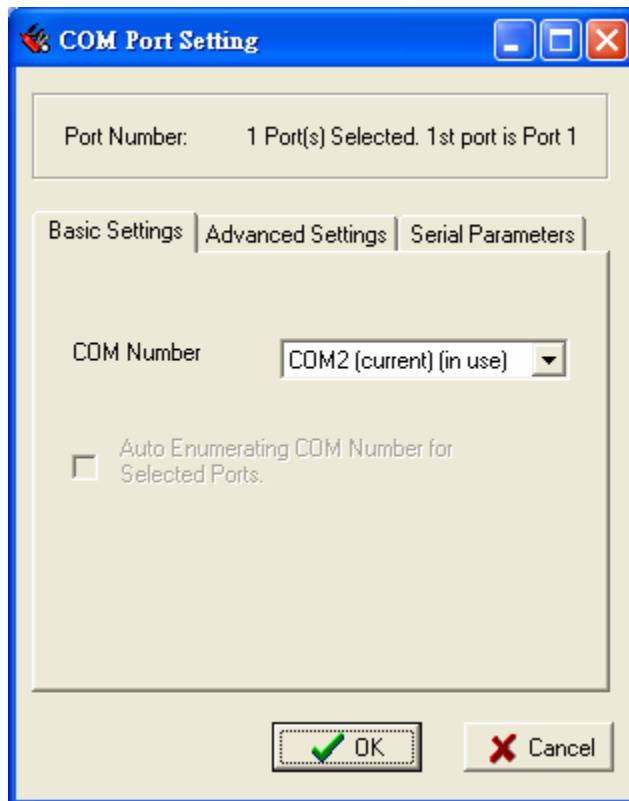 COM Port Setting
Port Number: 1 Port(s) Selected. 1st port is Port 1
Basic Settings Advanced Settings Serial Parameters
COM Number COM2 (current) (in use)
Auto Enumerating COM Number for
Selected Ports.
OK Cancel